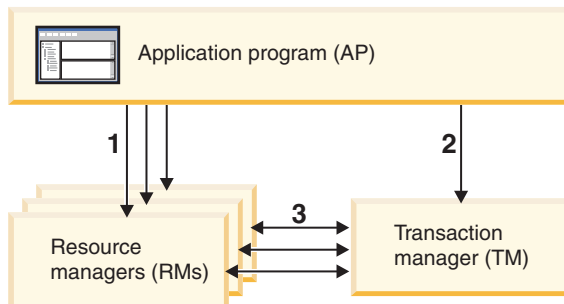 Application program (AP)
1
2
3
Resource
managers (RMs)
Transaction
manager (TM)